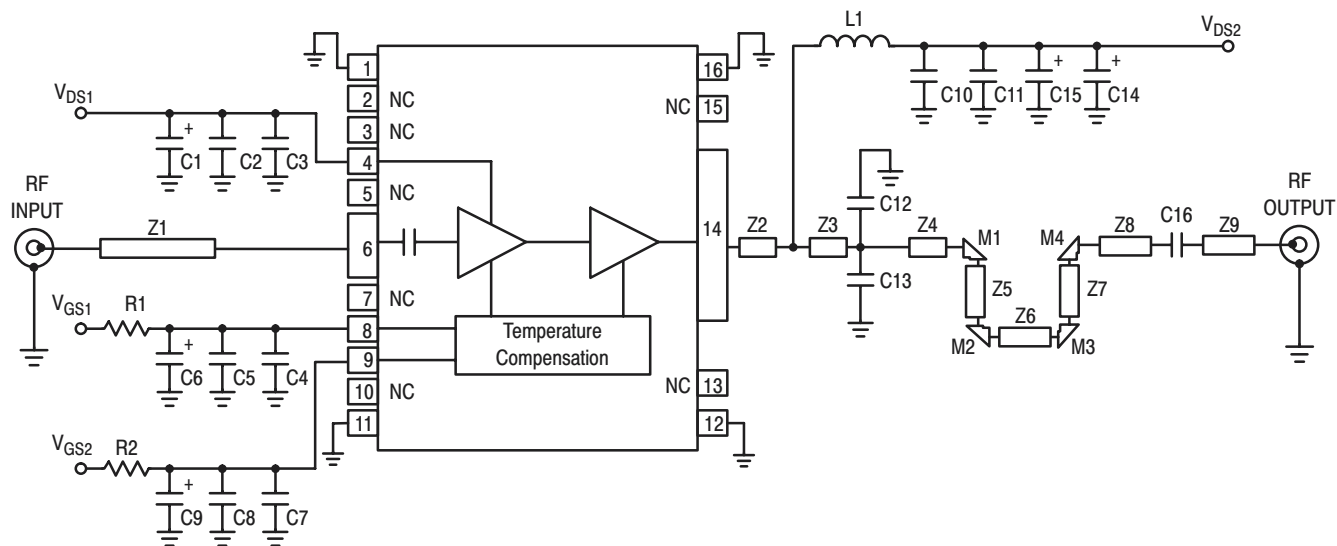 L1
V_DS2
1
16
2 NC
15
C10 C11 + C15 + C14
V_DS1
3 NC
NC
+ C1 C2 C3
4
5 NC
C12
RF
INPUT
RF
OUTPUT
Z1
6
14
Z2
Z3
Z4
M1
M4
Z8
C16
Z9
C13
7 NC
Z5
Z7
V_GS1
R1
8
Temperature
Compensation
Z6
M2
M3
+ C6 C5 C4
9
10 NC
NC 13
11
12
V_GS2
R2
+ C9 C8 C7